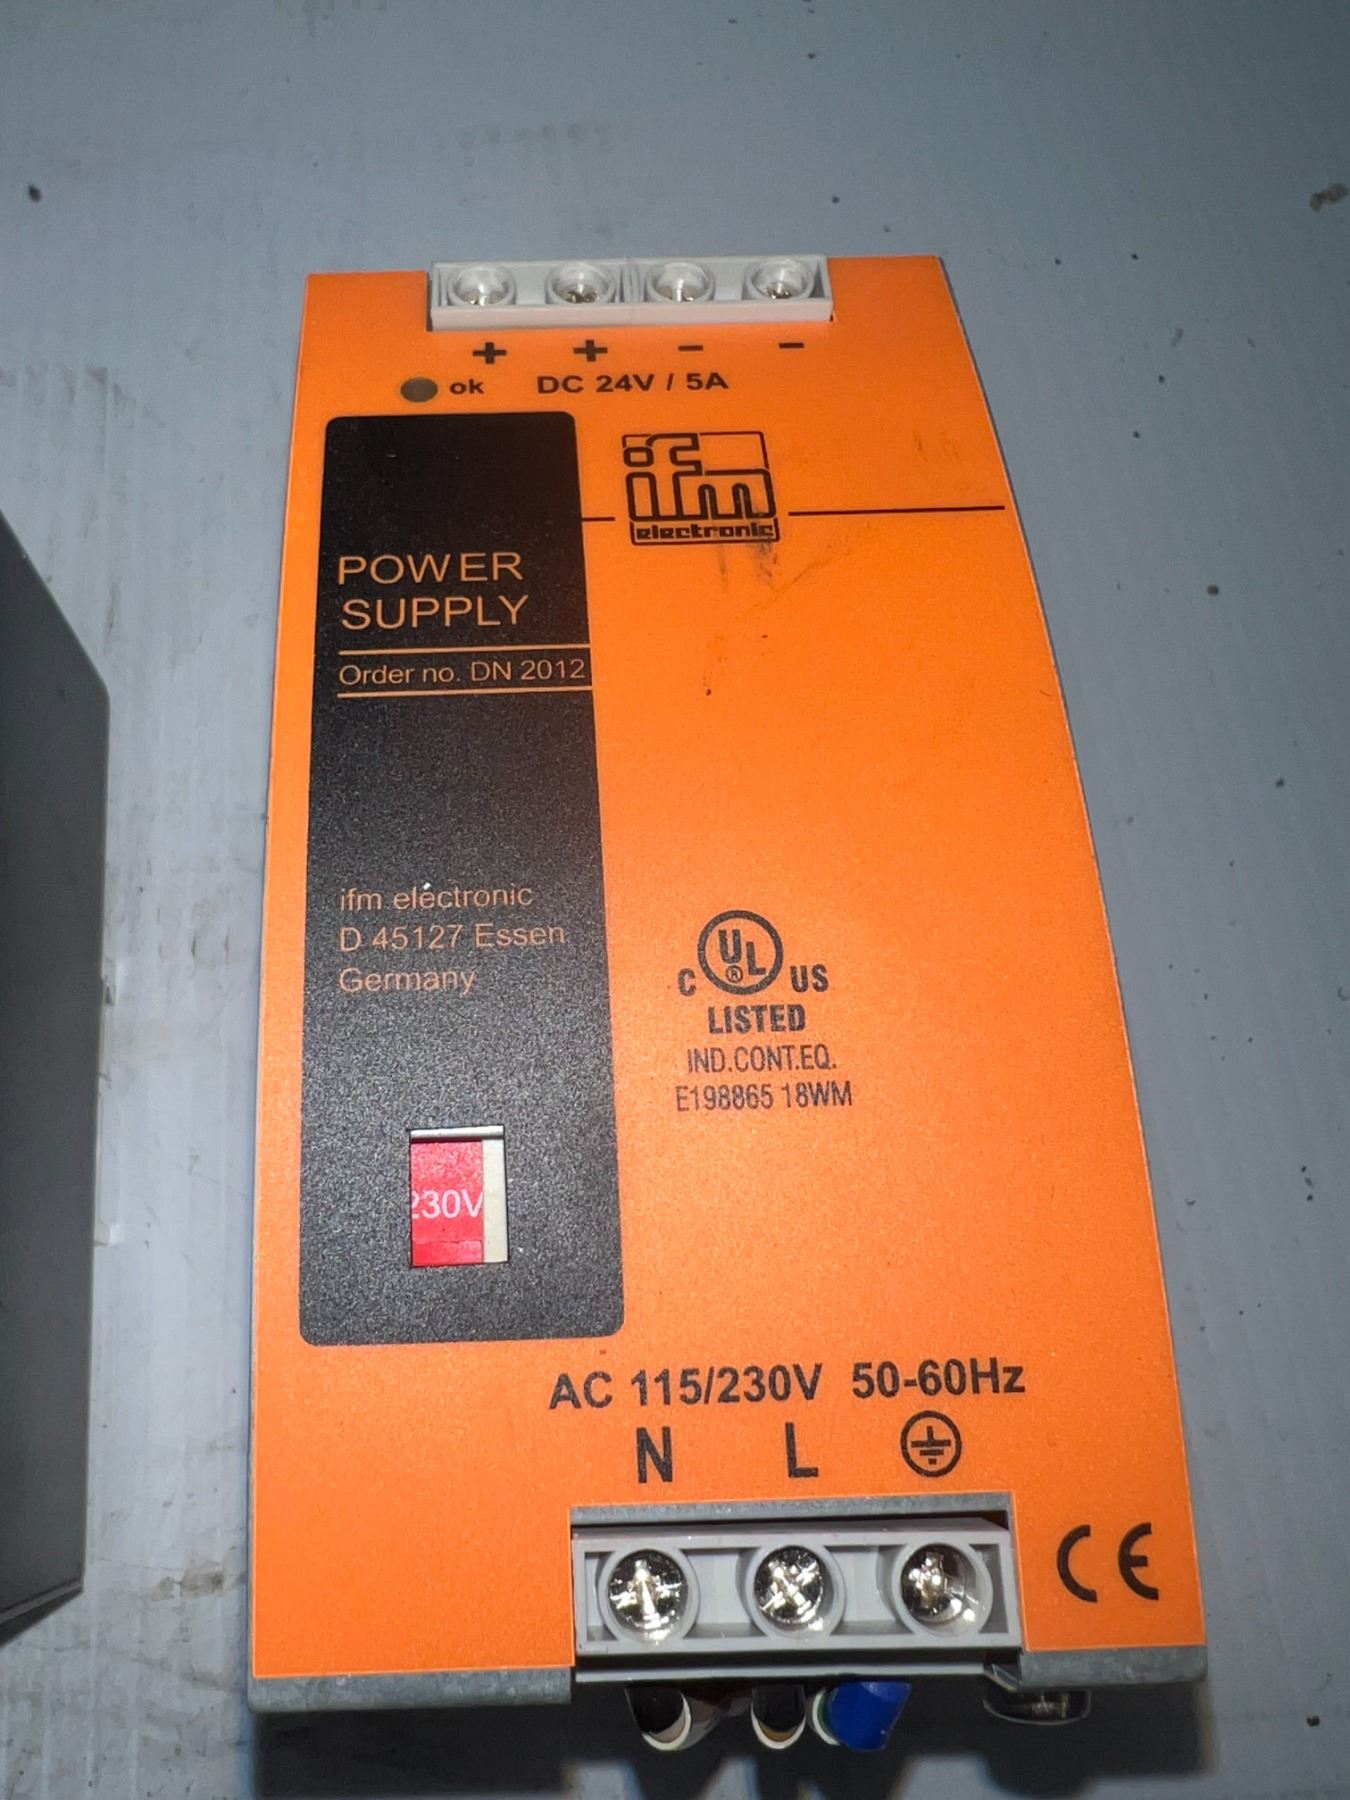 + + - -
ok DC 24V / 5A
ifm
electronic
POWER
SUPPLY
Order no. DN 2012
ifm electronic
D 45127 Essen
Germany
C UL ® US
LISTED
IND.CONT.EQ.
E198865 18WM
230V
AC 115/230V 50-60Hz
N L
CE